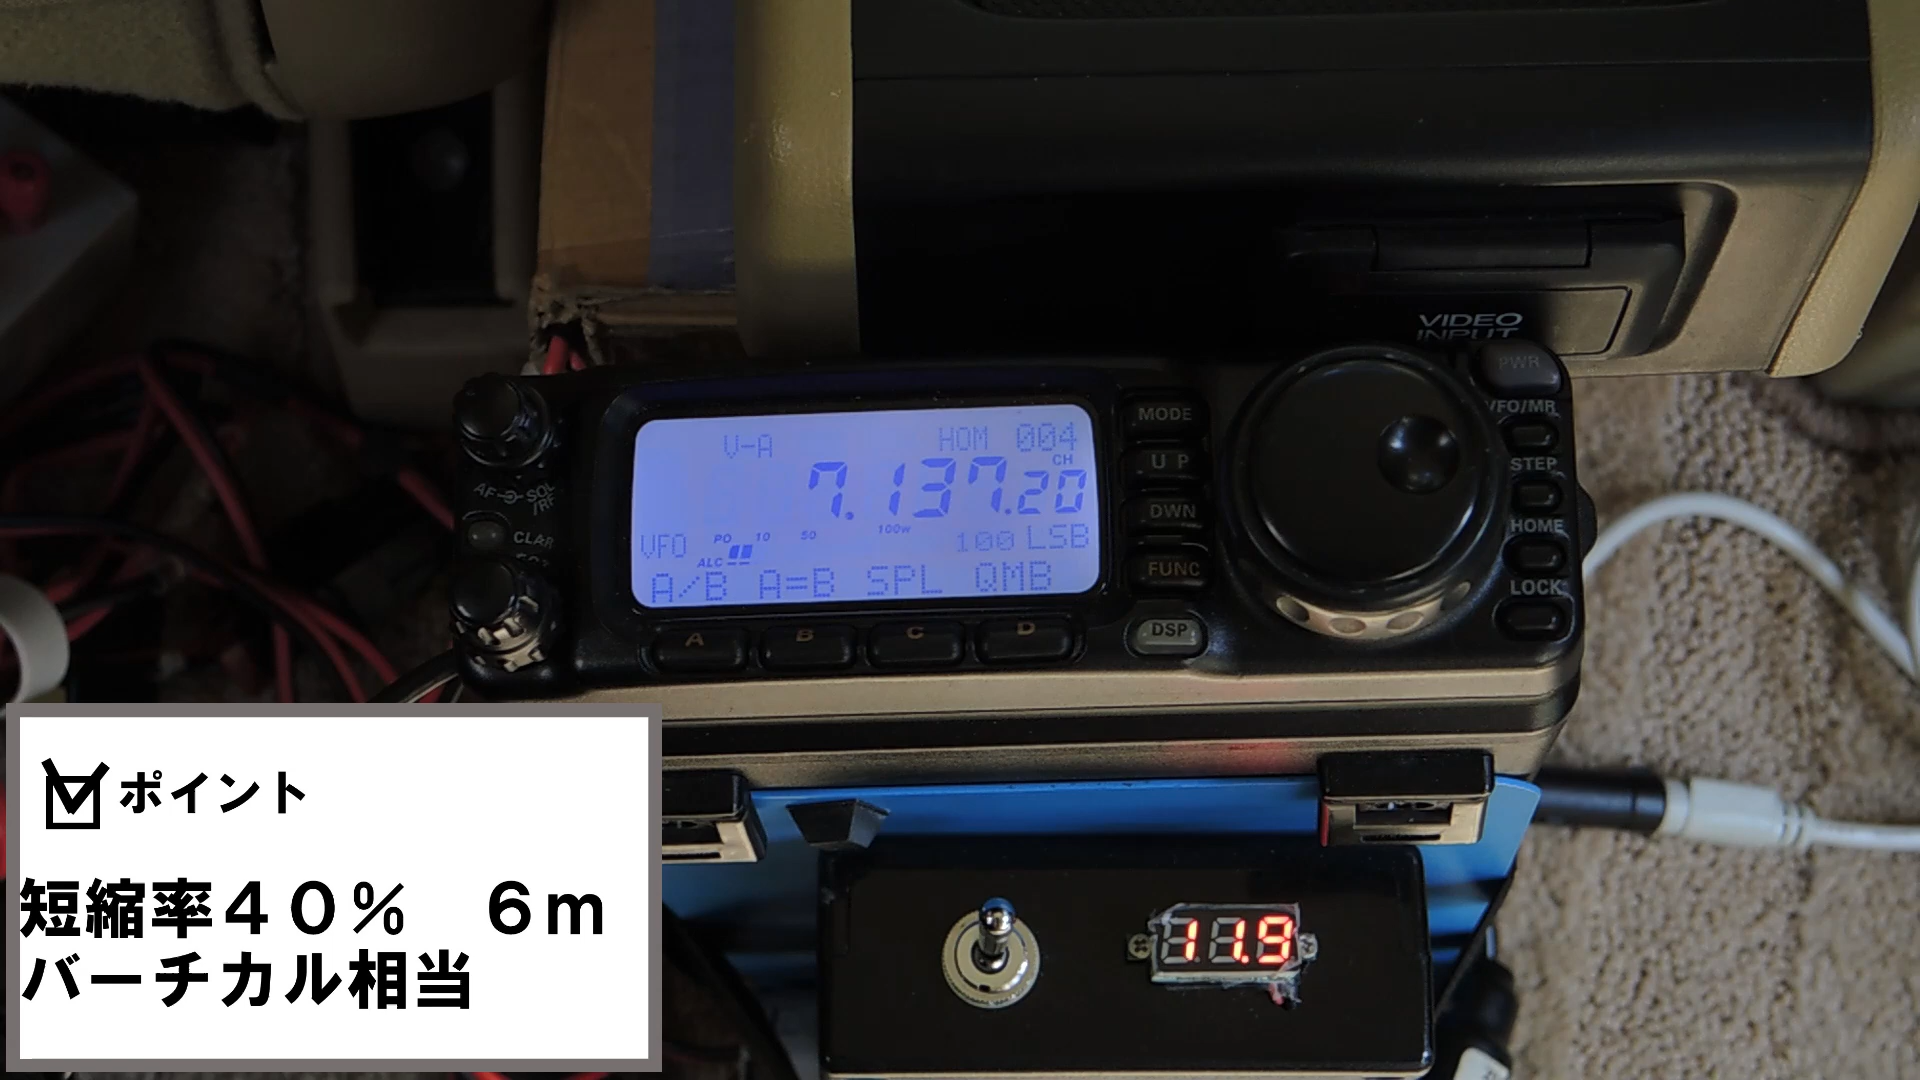 VIDEO
INPUT
PWR
VFO/MR
STEP
HOME
LOCK
MODE
UP
DWN
FUNC
DSP
AF
SQL
/RF
CLAR
V-A HOM 004
CH
7.137.20
VFO PO 10 50 100w 100 LSB
ALC
A/B A=B SPL QMB
A B C D
11.9
ポイント
短縮率40% 6m
バーチカル相当